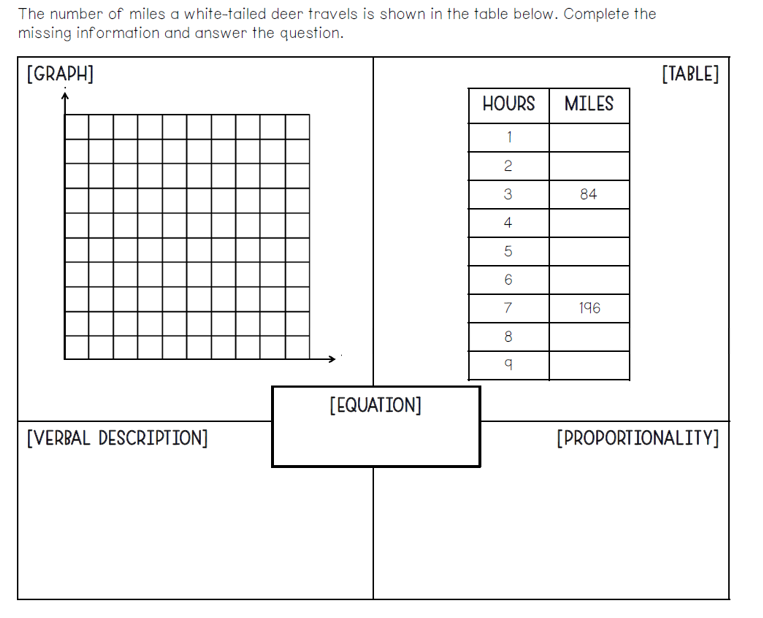 The number of miles a white-tailed deer travels is shown in the table below. Complete the
missing information and answer the question.
[GRAPH]
[TABLE]
HOURS MILES
1
2
3 84
4
5
6
7 196
8
9
[EQUATION]
[VERBAL DESCRIPTION]
[PROPORTIONALITY]